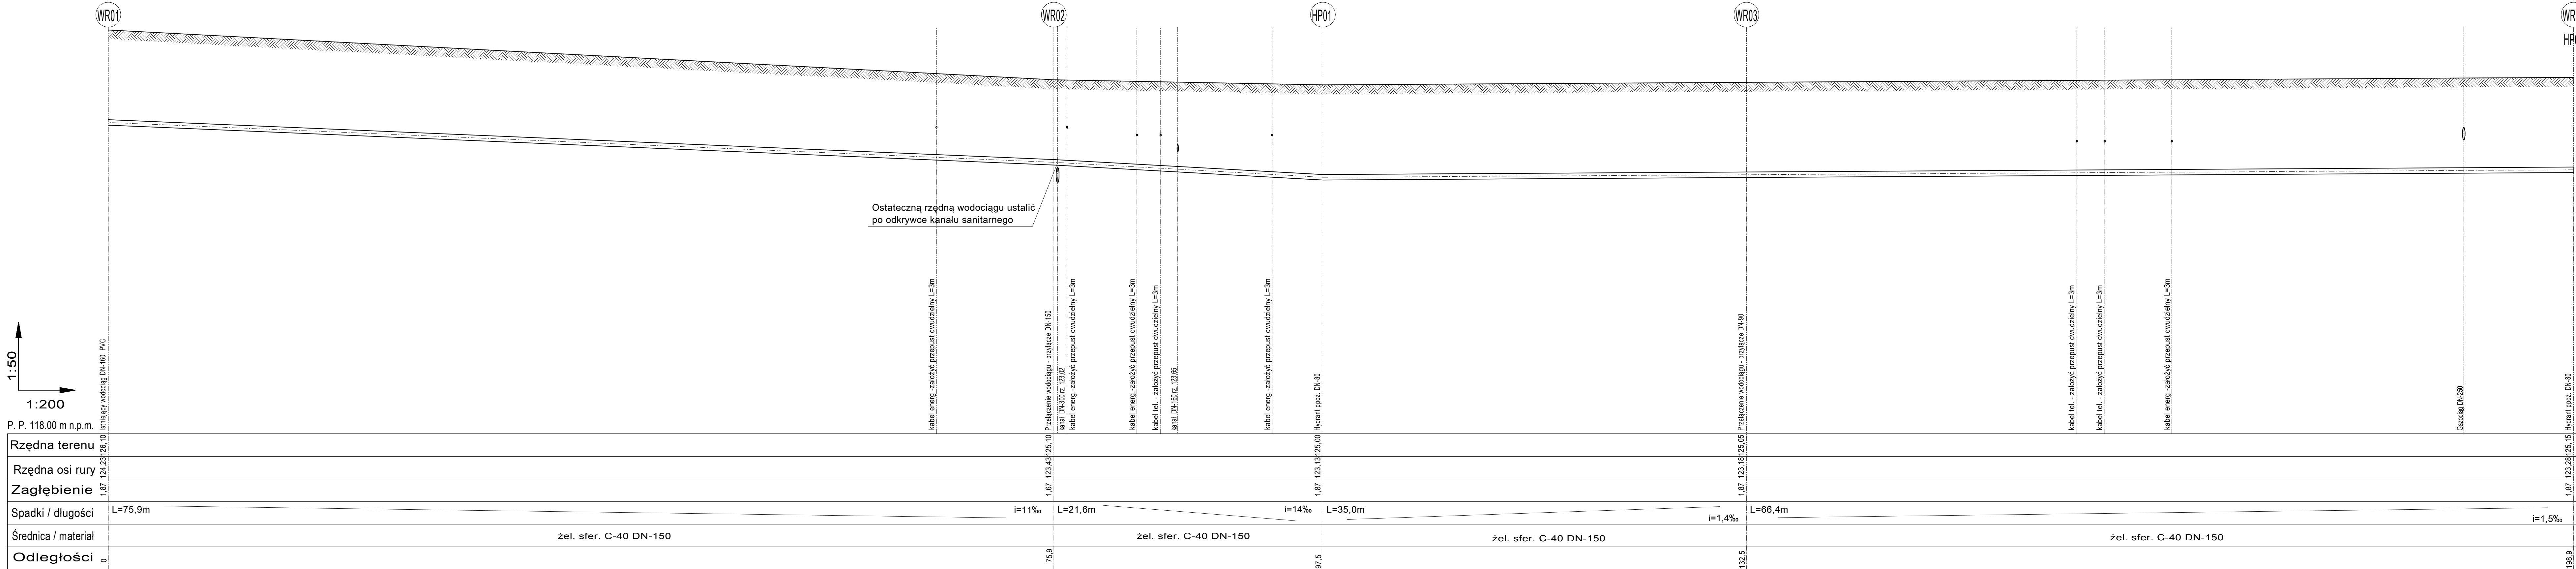 WR01
WR02
HP01
WR03
WR
HP
Ostateczną rzędną wodociągu ustalić
po odkrywce kanału sanitarnego
1:50
1:200
P. P. 118.00 m n.p.m.
Istniejący wodociąg DN-160 PVC
kabel energ.-założyć przepust dwudzielny L=3m
Przełączenie wodociągu - przyłącze DN-150
kanał DN-300 rz. 123,02
kabel energ.-założyć przepust dwudzielny L=3m
kabel energ.-założyć przepust dwudzielny L=3m
kabel tel. - założyć przepust dwudzielny L=3m
kanał DN-160 rz. 123,65
kabel energ.-założyć przepust dwudzielny L=3m
Hydrant ppoż. DN-80
Przełączenie wodociągu - przyłącze DN-90
kabel tel. - założyć przepust dwudzielny L=3m
kabel tel. - założyć przepust dwudzielny L=3m
kabel energ.-założyć przepust dwudzielny L=3m
Gazociąg DN-250
Hydrant ppoż. DN-80
Rzędna terenu 126,10 125,10 125,00 125,05 125,15
Rzędna osi rury 124,23 123,43 123,13 123,18 123,28
Zagłębienie 1,87 1,67 1,87 1,87 1,87
Spadki / długości L=75,9m i=11‰ L=21,6m i=14‰ L=35,0m i=1,4‰ L=66,4m i=1,5‰
Średnica / materiał żel. sfer. C-40 DN-150 żel. sfer. C-40 DN-150 żel. sfer. C-40 DN-150 żel. sfer. C-40 DN-150
Odległości 0 75,9 97,5 132,5 198,9